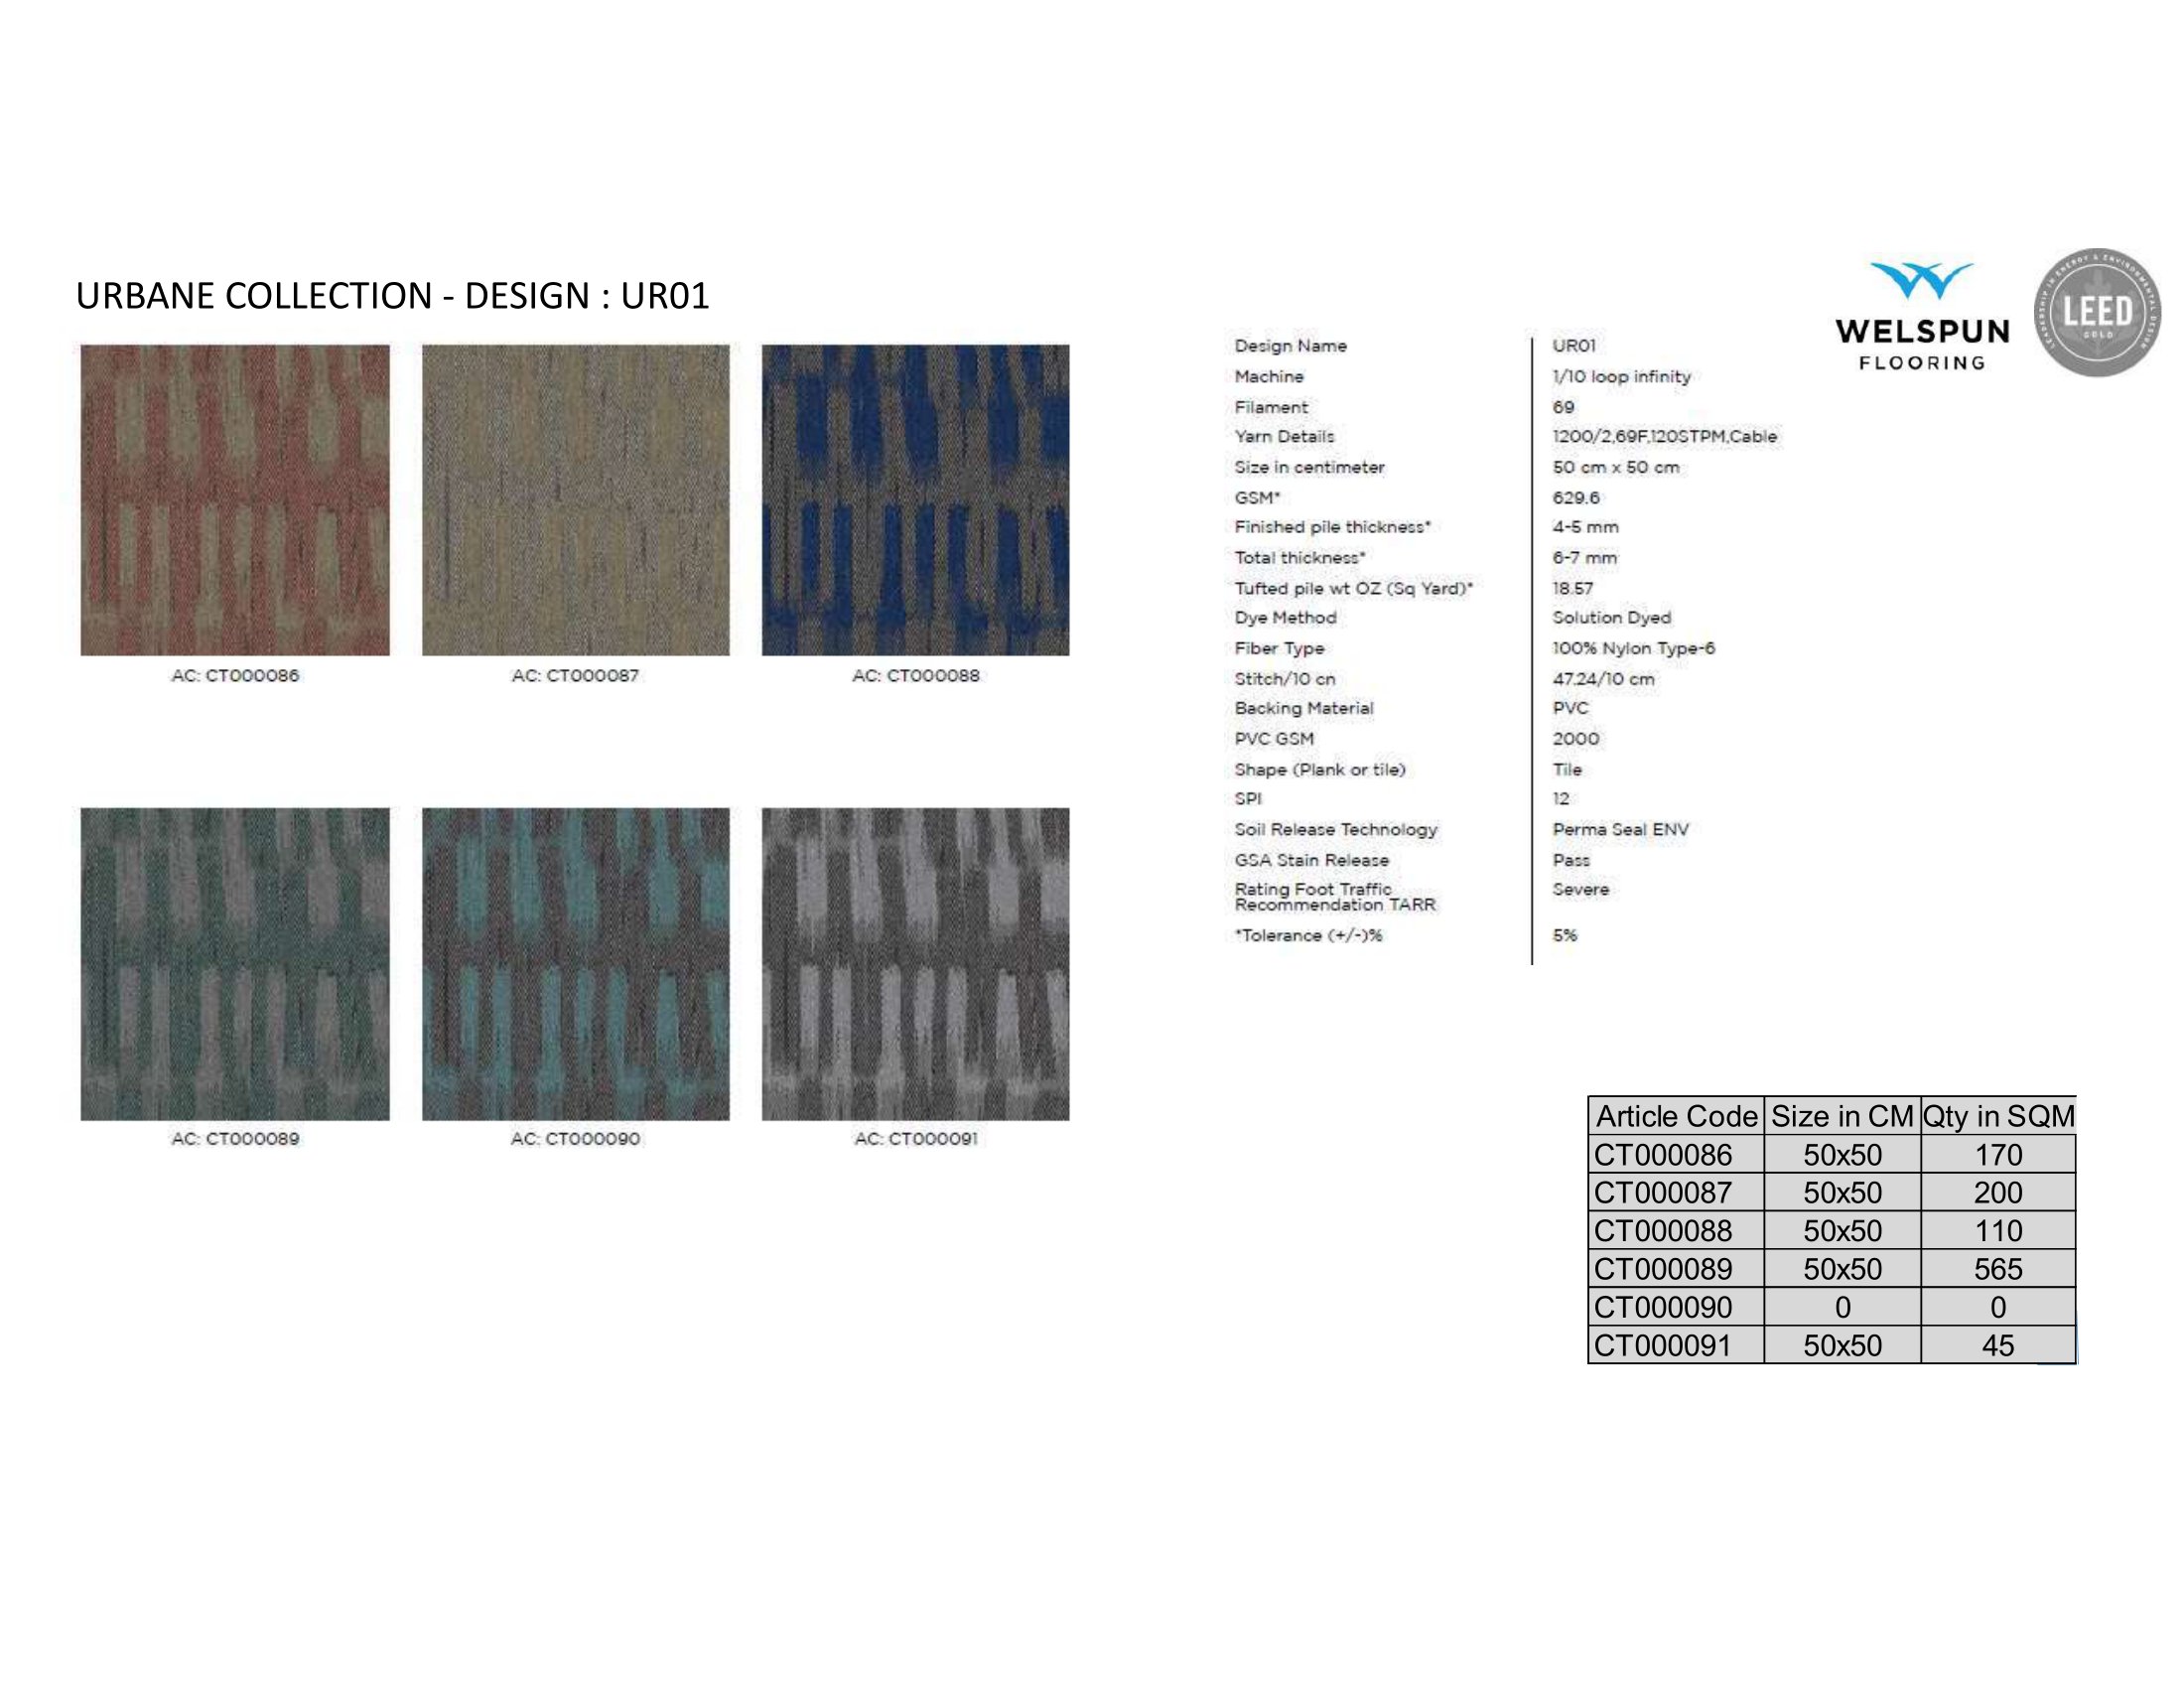 URBANE COLLECTION - DESIGN : UR01
AC: CT000086
AC: CT000087
AC: CT000088
AC: CT000089
AC: CT000090
AC: CT000091
WELSPUN
FLOORING
LEADERSHIP IN ENERGY & ENVIRONMENTAL DESIGN
LEED
GOLD
Design Name UR01
Machine 1/10 loop infinity
Filament 69
Yarn Details 1200/2,69F,120STPM,Cable
Size in centimeter 50 cm x 50 cm
GSM* 629.6
Finished pile thickness* 4-5 mm
Total thickness* 6-7 mm
Tufted pile wt OZ (Sq Yard)* 18.57
Dye Method Solution Dyed
Fiber Type 100% Nylon Type-6
Stitch/10 cn 47.24/10 cm
Backing Material PVC
PVC GSM 2000
Shape (Plank or tile) Tile
SPI 12
Soil Release Technology Perma Seal ENV
GSA Stain Release Pass
Rating Foot Traffic Severe
Recommendation TARR
*Tolerance (+/-)% 5%
Article Code Size in CM Qty in SQM
CT000086 50x50 170
CT000087 50x50 200
CT000088 50x50 110
CT000089 50x50 565
CT000090 0 0
CT000091 50x50 45